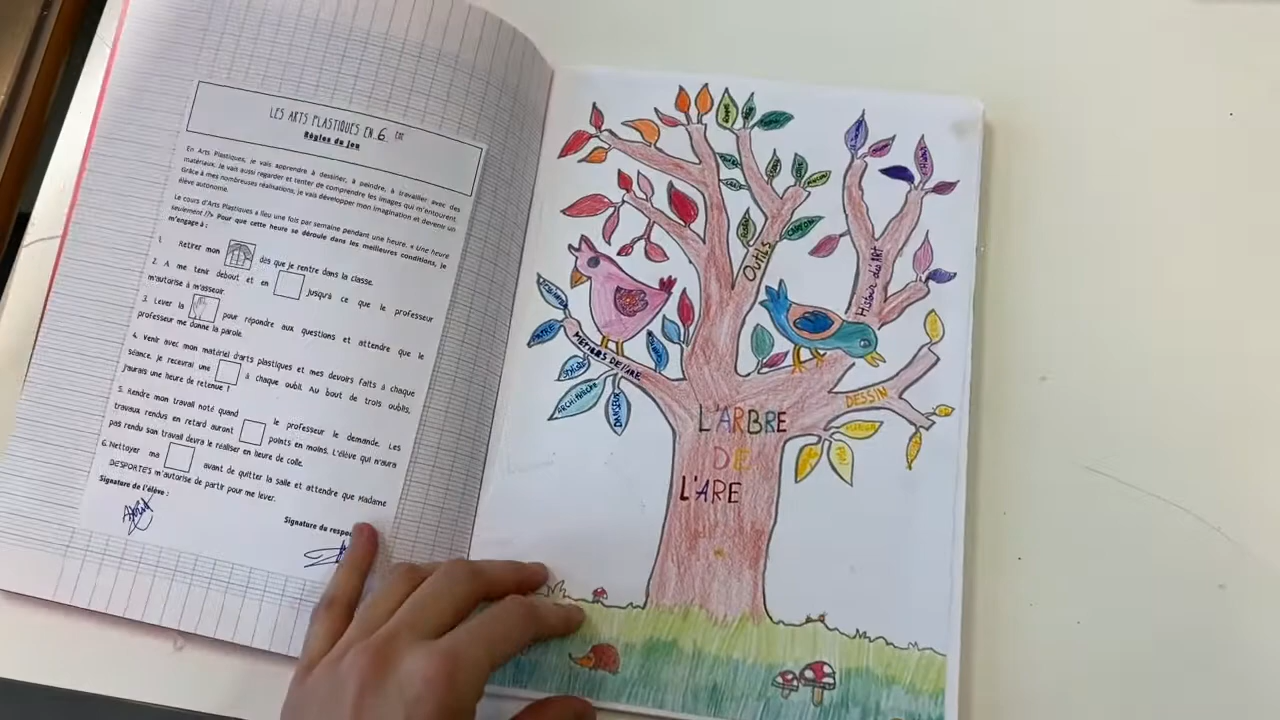 LES ARTS PLASTIQUES EN 6 ème
Règles du jeu
En Arts Plastiques, je vais apprendre à dessiner, à peindre, à travailler avec des
matériaux. Je vais aussi regarder et tenter de comprendre les images qui m'entourent.
Grâce à mes nombreuses réalisations, je vais développer mon imagination et devenir un
élève autonome.
Le cours d'Arts Plastiques a lieu une fois par semaine pendant une heure. « Une heure
seulement !!» Pour que cette heure se déroule dans les meilleures conditions, je
m'engage à :
1. Retirer mon dès que je rentre dans la classe.
2. A me tenir debout et en jusqu'à ce que le professeur
m'autorise à m'asseoir.
3. Lever la pour répondre aux questions et attendre que le
professeur me donne la parole.
4. Venir avec mon matériel d'arts plastiques et mes devoirs faits à chaque
séance, je recevrai une à chaque oubli. Au bout de trois oublis,
j'aurais une heure de retenue !
5. Rendre mon travail noté quand le professeur le demande. Les
travaux rendus en retard auront points en moins. L'élève qui n'aura
pas rendu son travail devra le réaliser en heure de colle.
6. Nettoyer ma avant de quitter la salle et attendre que Madame
DESPORTES m'autorise de partir pour me lever.
Signature de l'élève :
Signature du respon
OUTILS
Histoir de l'ART
MÉTIERS DE L'ARE
STYLISTE
ARCHITHÈCTE
DANSEUR
DESSIN
L'ARBRE
DE
L'ARE